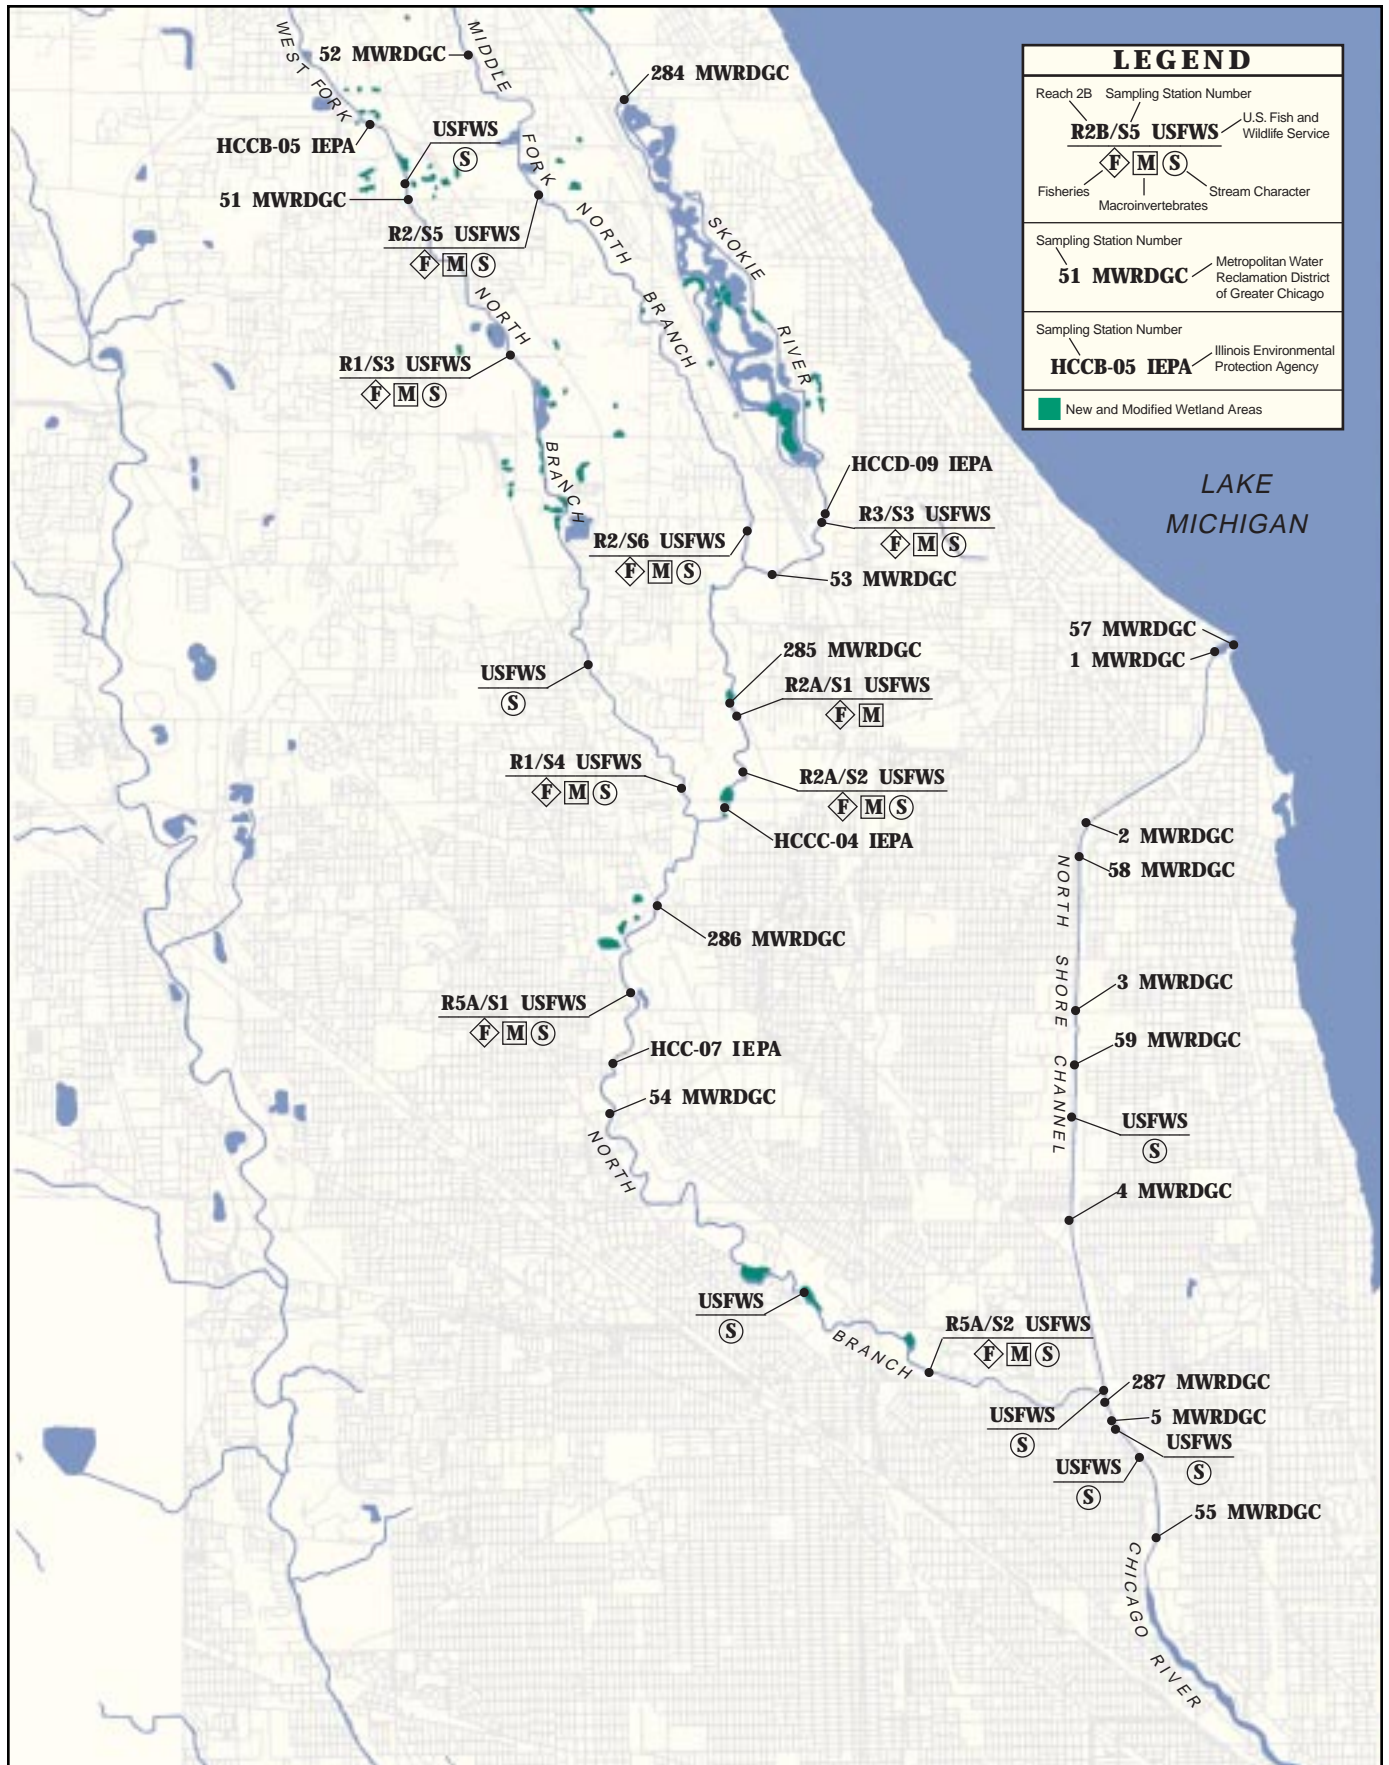 WEST FORK
52 MWRDGC
MIDDLE
FORK
NORTH
BRANCH
284 MWRDGC
HCCB-05 IEPA
USFWS
S
51 MWRDGC
R2/S5 USFWS
F M S
NORTH
BRANCH
SKOKIE
RIVER
R1/S3 USFWS
F M S
LEGEND
Reach 2B Sampling Station Number
R2B/S5 USFWS
U.S. Fish and
Wildlife Service
F M S
Fisheries
Stream Character
Macroinvertebrates
Sampling Station Number
51 MWRDGC
Metropolitan Water
Reclamation District
of Greater Chicago
Sampling Station Number
HCCB-05 IEPA
Illinois Environmental
Protection Agency
New and Modified Wetland Areas
LAKE
MICHIGAN
HCCD-09 IEPA
R3/S3 USFWS
F M S
R2/S6 USFWS
F M S
53 MWRDGC
57 MWRDGC
1 MWRDGC
285 MWRDGC
USFWS
S
R2A/S1 USFWS
F M
R1/S4 USFWS
F M S
R2A/S2 USFWS
F M S
HCCC-04 IEPA
2 MWRDGC
58 MWRDGC
NORTH SHORE CHANNEL
286 MWRDGC
3 MWRDGC
R5A/S1 USFWS
F M S
59 MWRDGC
HCC-07 IEPA
54 MWRDGC
USFWS
S
NORTH
4 MWRDGC
USFWS
S
BRANCH
R5A/S2 USFWS
F M S
287 MWRDGC
USFWS
S
5 MWRDGC
USFWS
S
USFWS
S
55 MWRDGC
CHICAGO RIVER